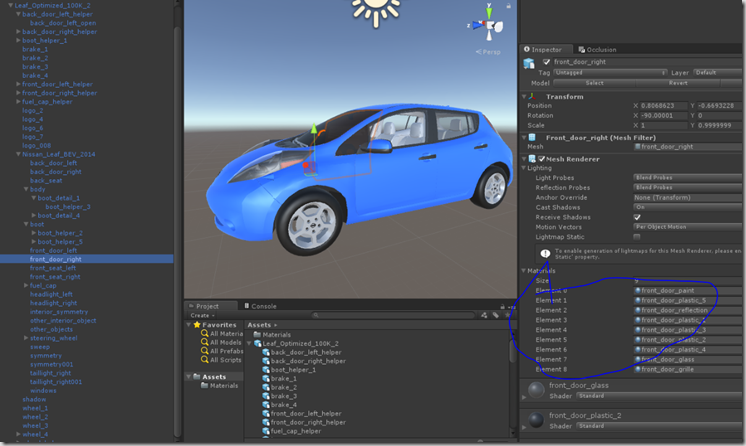 Leaf_Optimized_100K_2
back_door_left_helper
back_door_left_open
back_door_right_helper
boot_helper_1
brake_1
brake_2
brake_3
brake_4
front_door_left_helper
front_door_right_helper
fuel_cap_helper
logo_2
logo_4
logo_6
logo_7
logo_008
Nissan_Leaf_BEV_2014
back_door_left
back_door_right
back_seat
body
boot_detail_1
boot_helper_3
boot_detail_4
boot
boot_helper_2
boot_helper_5
front_door_left
front_door_right
front_seat_left
front_seat_right
fuel_cap
headlight_left
headlight_right
interior_symmetry
other_interior_object
other_objects
steering_wheel
sweep
symmetry
symmetry001
taillight_right
taillight_right001
windows
shadow
wheel_1
wheel_2
wheel_3
wheel_4
y
x
z
Persp
Project
Console
Create
Favorites
All Materia
All Models
All Prefabs
All Scripts
Assets
Materials
Assets
Materials
Leaf_Optimized_100K_2
back_door_left_helper
back_door_right_helper
boot_helper_1
brake_1
brake_2
brake_3
brake_4
front_door_left_helper
front_door_right_helper
fuel_cap_helper
Inspector
Occlusion
front_door_right
Tag Untagged Layer Default
Model Select Revert
Transform
Position X 0.8068623 Y -0.6693228
Rotation X -90.00001 Y 0
Scale X 1 Y 0.9999999
Front_door_right (Mesh Filter)
Mesh front_door_right
Mesh Renderer
Lighting
Light Probes Blend Probes
Reflection Probes Blend Probes
Anchor Override None (Transform)
Cast Shadows On
Receive Shadows
Motion Vectors Per Object Motion
Lightmap Static
To enable generation of lightmaps for this Mesh Renderer, please en
Static' property.
Materials
Size
Element 0 front_door_paint
Element 1 front_door_plastic_5
Element 2 front_door_reflection
Element 3
Element 4 front_door_plastic_3
Element 5 front_door_plastic_2
Element 6 front_door_plastic_4
Element 7 front_door_glass
Element 8 front_door_grille
front_door_glass
Shader Standard
front_door_plastic_2
Shader Standard